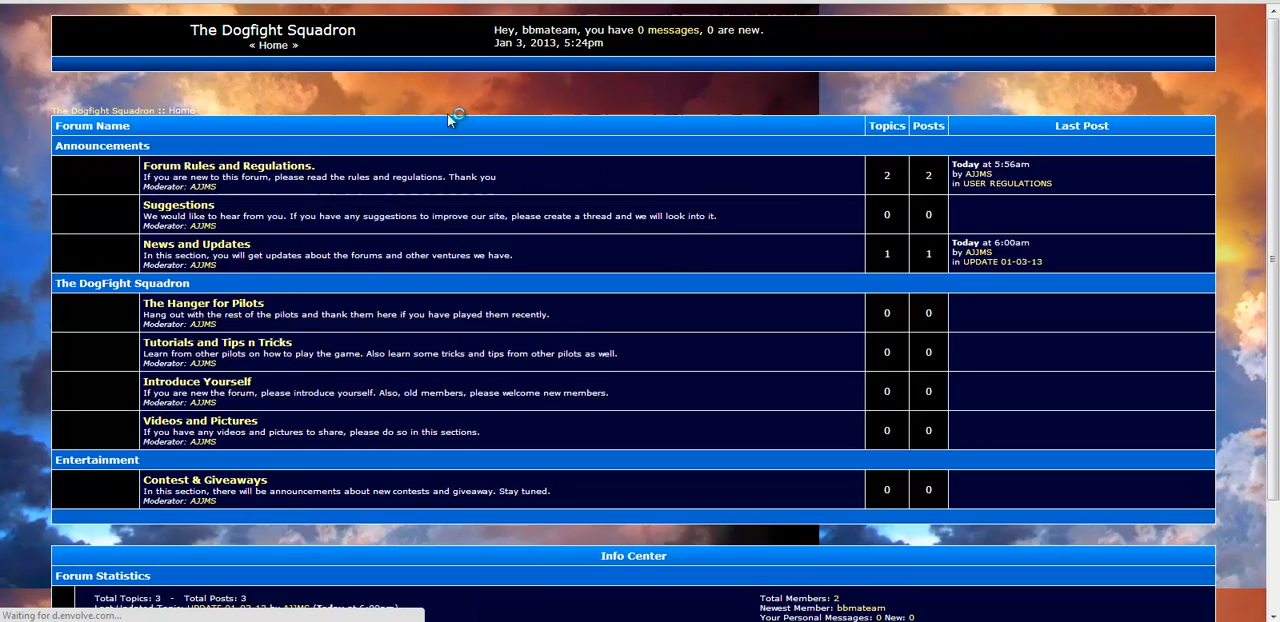 The Dogfight Squadron
« Home »
Hey, bbmateam, you have 0 messages, 0 are new.
Jan 3, 2013, 5:24pm
The Dogfight Squadron :: Home
Forum Name Topics Posts Last Post
Announcements
Forum Rules and Regulations.
If you are new to this forum, please read the rules and regulations. Thank you
Moderator: AJJMS
2 2
Today at 5:56am
by AJJMS
in USER REGULATIONS
Suggestions
We would like to hear from you. If you have any suggestions to improve our site, please create a thread and we will look into it.
Moderator: AJJMS
0 0
News and Updates
In this section, you will get updates about the forums and other ventures we have.
Moderator: AJJMS
1 1
Today at 6:00am
by AJJMS
in UPDATE 01-03-13
The DogFight Squadron
The Hanger for Pilots
Hang out with the rest of the pilots and thank them here if you have played them recently.
Moderator: AJJMS
0 0
Tutorials and Tips n Tricks
Learn from other pilots on how to play the game. Also learn some tricks and tips from other pilots as well.
Moderator: AJJMS
0 0
Introduce Yourself
If you are new the forum, please introduce yourself. Also, old members, please welcome new members.
Moderator: AJJMS
0 0
Videos and Pictures
If you have any videos and pictures to share, please do so in this sections.
Moderator: AJJMS
0 0
Entertainment
Contest & Giveaways
In this section, there will be announcements about new contests and giveaway. Stay tuned.
Moderator: AJJMS
0 0
Info Center
Forum Statistics
Total Topics: 3 - Total Posts: 3
Last Updated Topic: UPDATE 01-03-13 by AJJMS (Today at 6:00am)
Total Members: 2
Newest Member: bbmateam
Your Personal Messages: 0 New: 0
Waiting for d.envolve.com...